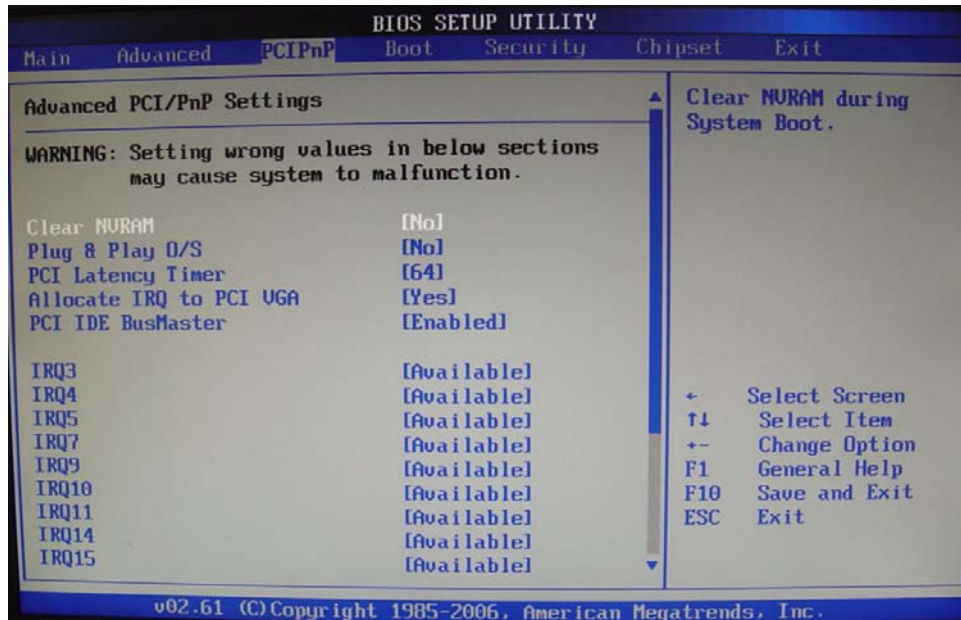 BIOS SETUP UTILITY
Main Advanced PCIPnP Boot Security Chipset Exit
Advanced PCI/PnP Settings
WARNING: Setting wrong values in below sections
may cause system to malfunction.
Clear NVRAM [No]
Plug & Play O/S [No]
PCI Latency Timer [64]
Allocate IRQ to PCI VGA [Yes]
PCI IDE BusMaster [Enabled]
IRQ3 [Available]
IRQ4 [Available]
IRQ5 [Available]
IRQ7 [Available]
IRQ9 [Available]
IRQ10 [Available]
IRQ11 [Available]
IRQ14 [Available]
IRQ15 [Available]
Clear NVRAM during
System Boot.
← Select Screen
↑↓ Select Item
+- Change Option
F1 General Help
F10 Save and Exit
ESC Exit
v02.61 (C)Copyright 1985-2006, American Megatrends, Inc.